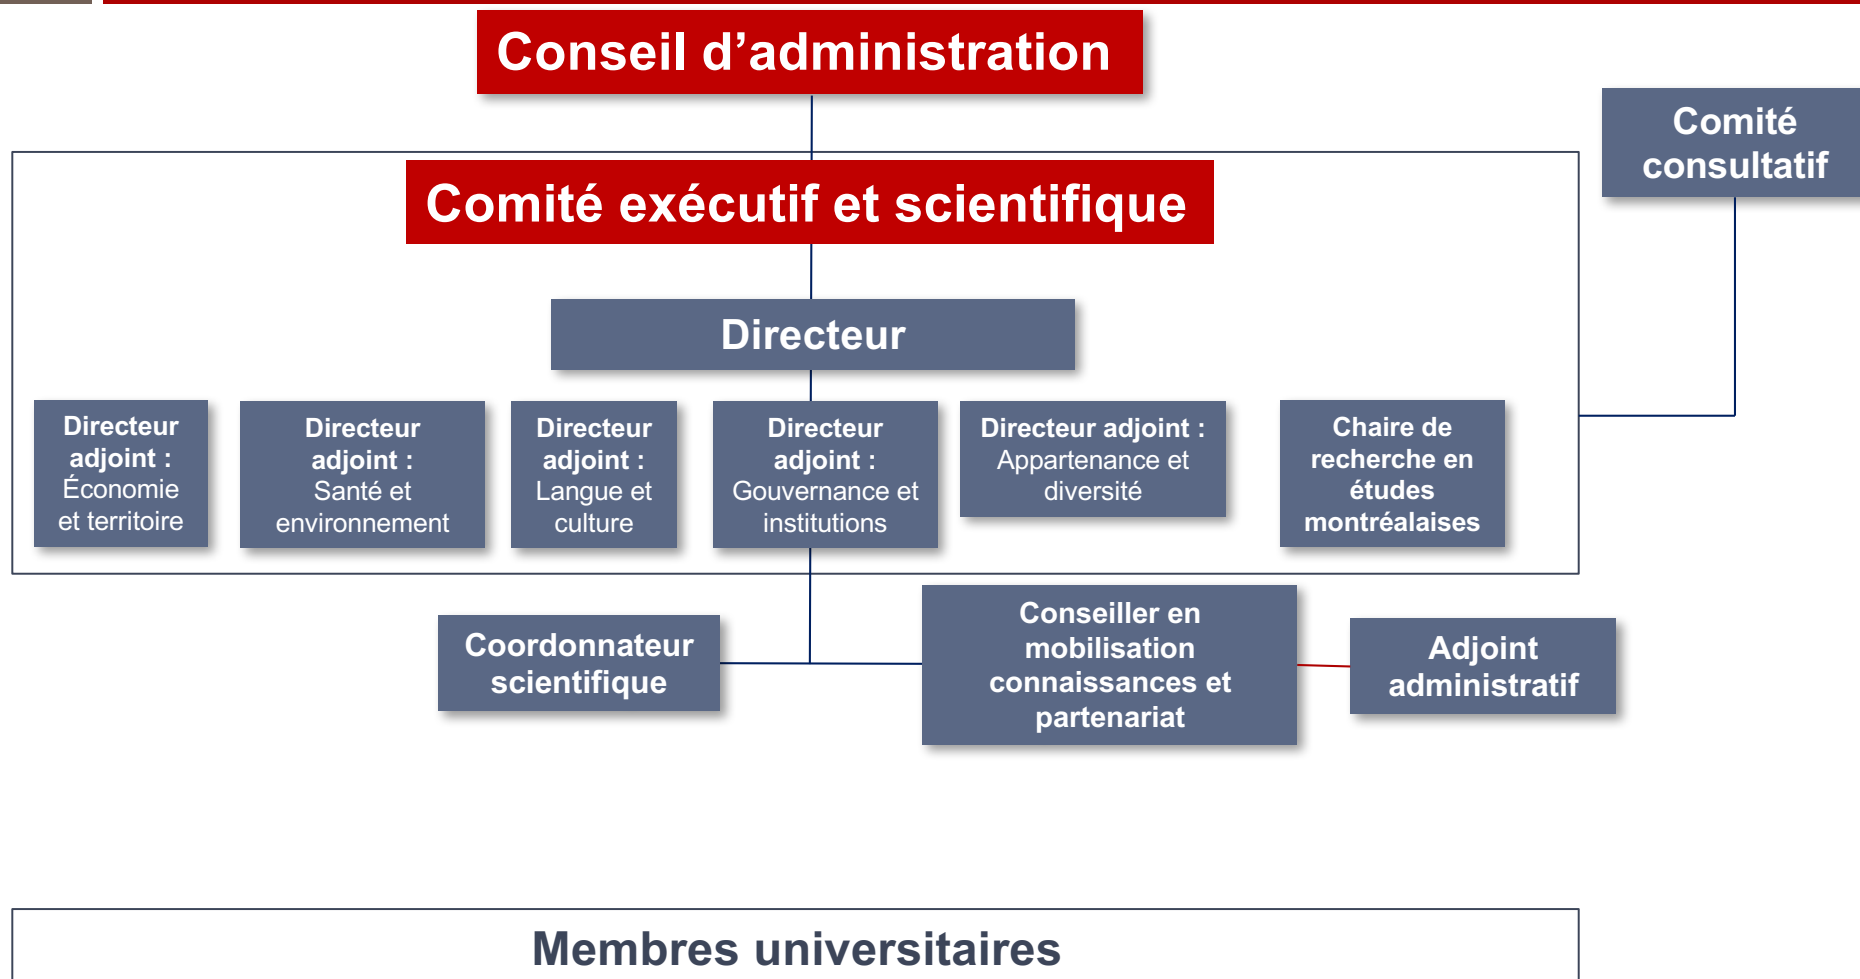 Conseil d’administration
Comité
consultatif
Comité exécutif et scientifique
Directeur
Directeur
adjoint :
Économie
et territoire
Directeur
adjoint :
Santé et
environnement
Directeur
adjoint :
Langue et
culture
Directeur
adjoint :
Gouvernance et
institutions
Directeur adjoint :
Appartenance et
diversité
Chaire de
recherche en
études
montréalaises
Coordonnateur
scientifique
Conseiller en
mobilisation
connaissances et
partenariat
Adjoint
administratif
Membres universitaires